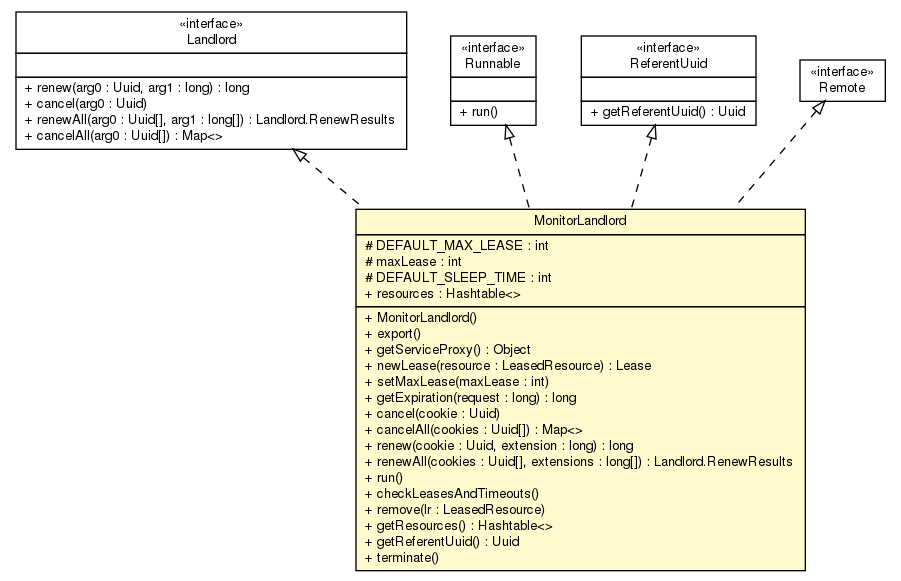 «interface»
Landlord
+ renew(arg0 : Uuid, arg1 : long) : long
+ cancel(arg0 : Uuid)
+ renewAll(arg0 : Uuid[], arg1 : long[]) : Landlord.RenewResults
+ cancelAll(arg0 : Uuid[]) : Map<>
«interface»
Runnable
+ run()
«interface»
ReferentUuid
+ getReferentUuid() : Uuid
«interface»
Remote
MonitorLandlord
# DEFAULT_MAX_LEASE : int
# maxLease : int
# DEFAULT_SLEEP_TIME : int
+ resources : Hashtable<>
+ MonitorLandlord()
+ export()
+ getServiceProxy() : Object
+ newLease(resource : LeasedResource) : Lease
+ setMaxLease(maxLease : int)
+ getExpiration(request : long) : long
+ cancel(cookie : Uuid)
+ cancelAll(cookies : Uuid[]) : Map<>
+ renew(cookie : Uuid, extension : long) : long
+ renewAll(cookies : Uuid[], extensions : long[]) : Landlord.RenewResults
+ run()
+ checkLeasesAndTimeouts()
+ remove(lr : LeasedResource)
+ getResources() : Hashtable<>
+ getReferentUuid() : Uuid
+ terminate()